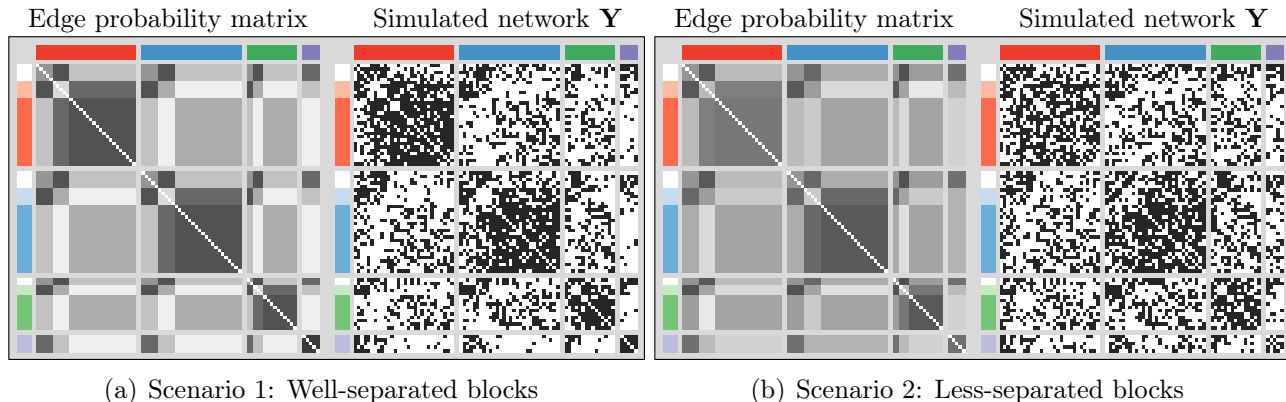 Edge probability matrix Simulated network Y Edge probability matrix Simulated network Y
(a) Scenario 1: Well-separated blocks (b) Scenario 2: Less-separated blocks